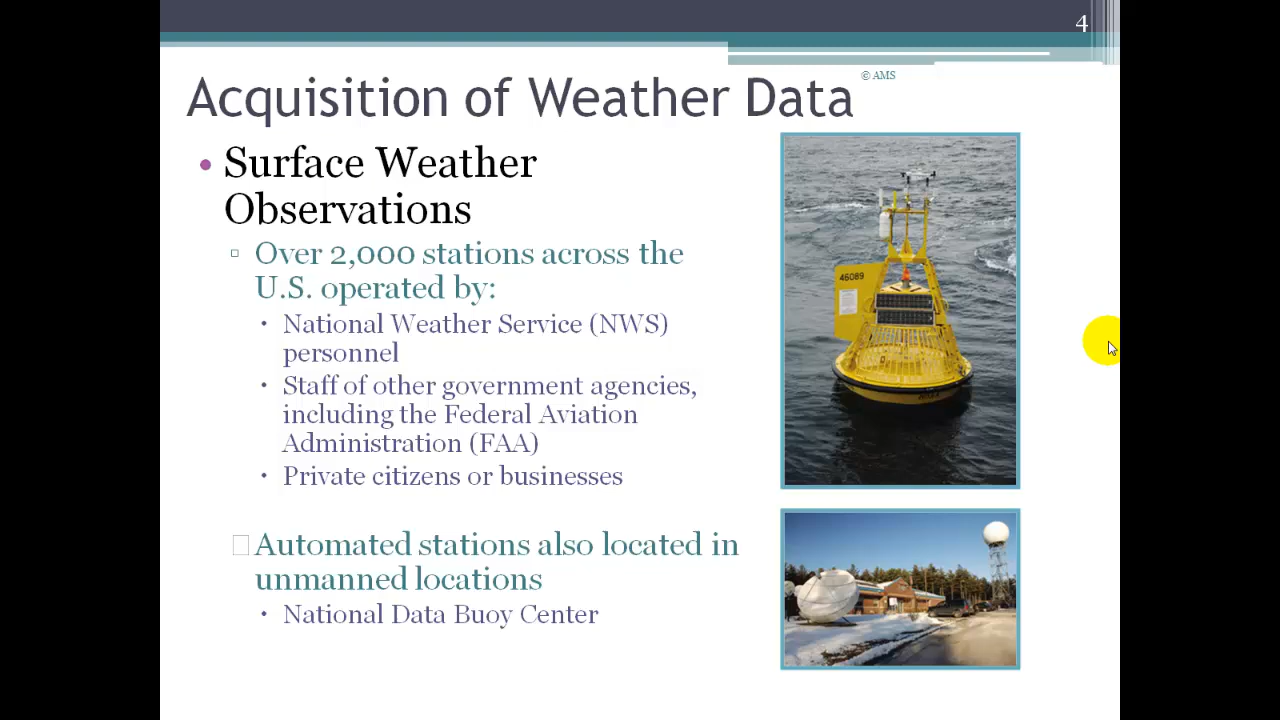 4
© AMS
Acquisition of Weather Data
• Surface Weather
Observations
▫ Over 2,000 stations across the
U.S. operated by:
• National Weather Service (NWS)
personnel
• Staff of other government agencies,
including the Federal Aviation
Administration (FAA)
• Private citizens or businesses
Automated stations also located in
unmanned locations
• National Data Buoy Center
46089